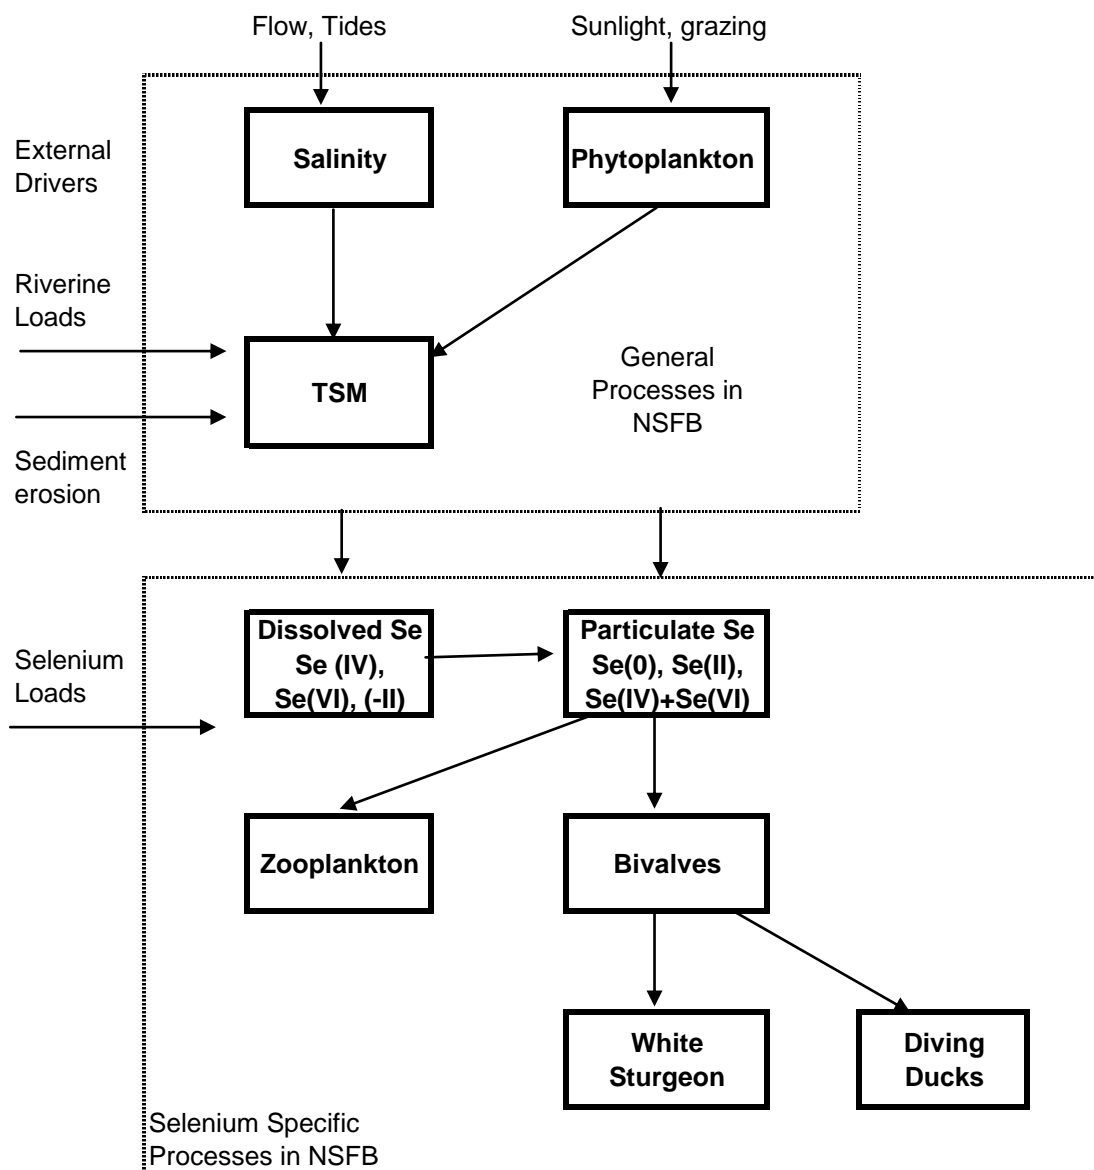 Flow, Tides
Sunlight, grazing
External
Drivers
Salinity
Phytoplankton
Riverine
Loads
TSM
General
Processes in
NSFB
Sediment
erosion
Selenium
Loads
Dissolved Se
Se (IV),
Se(VI), (-II)
Particulate Se
Se(0), Se(II),
Se(IV)+Se(VI)
Zooplankton
Bivalves
White
Sturgeon
Diving
Ducks
Selenium Specific
Processes in NSFB